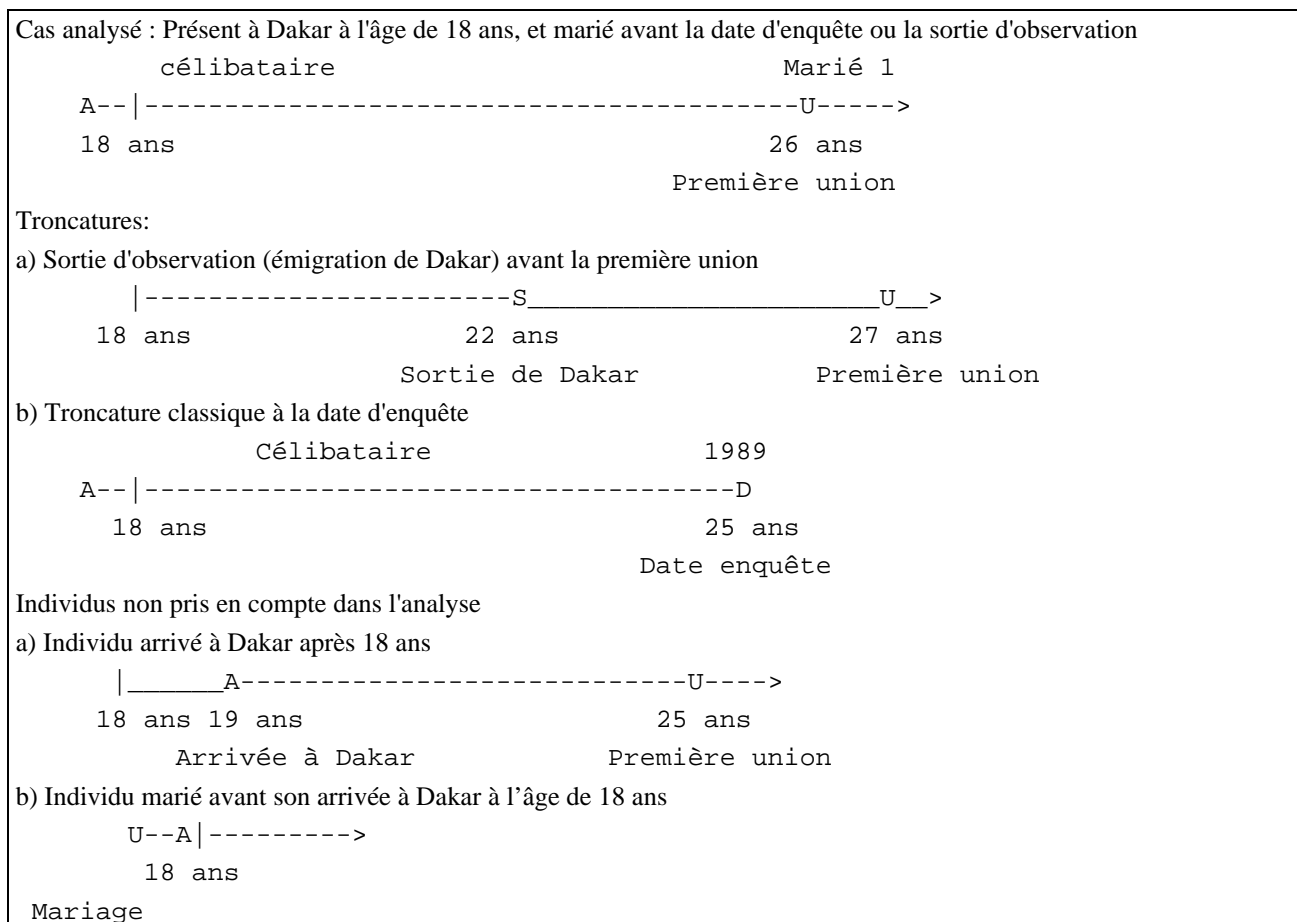 Cas analysé : Présent à Dakar à l'âge de 18 ans, et marié avant la date d'enquête ou la sortie d'observation
célibataire Marié 1
A--|-----------------------------------------U----->
18 ans 26 ans
Première union
Troncatures:
a) Sortie d'observation (émigration de Dakar) avant la première union
|-----------------------S______________________U__>
18 ans 22 ans 27 ans
Sortie de Dakar Première union
b) Troncature classique à la date d'enquête
Célibataire 1989
A--|-------------------------------------D
18 ans 25 ans
Date enquête
Individus non pris en compte dans l'analyse
a) Individu arrivé à Dakar après 18 ans
|______A----------------------------U---->
18 ans 19 ans 25 ans
Arrivée à Dakar Première union
b) Individu marié avant son arrivée à Dakar à l’âge de 18 ans
U--A|--------->
18 ans
Mariage